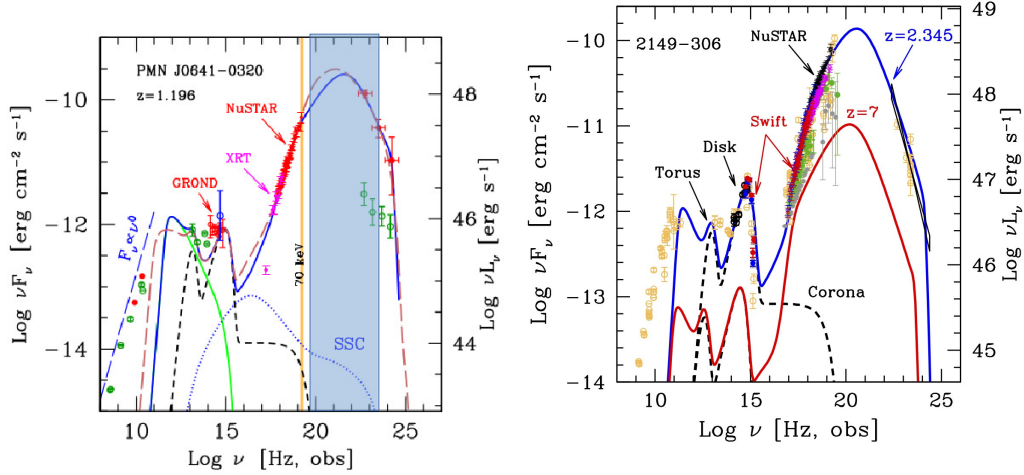 PMN J0641-0320
z=1.196
NuSTAR
XRT
GROND
F_ν ∝ ν^0
70 keV
SSC
-10
-12
-14
10
15
20
25
48
46
44
Log νF_ν [erg cm^-2 s^-1]
Log νL_ν [erg s^-1]
Log ν [Hz, obs]
2149-306
NuSTAR
z=2.345
Swift
z=7
Disk
Torus
Corona
-10
-11
-12
-13
-14
10
15
20
25
49
48
47
46
45
Log νF_ν [erg cm^-2 s^-1]
Log νL_ν [erg s^-1]
Log ν [Hz, obs]